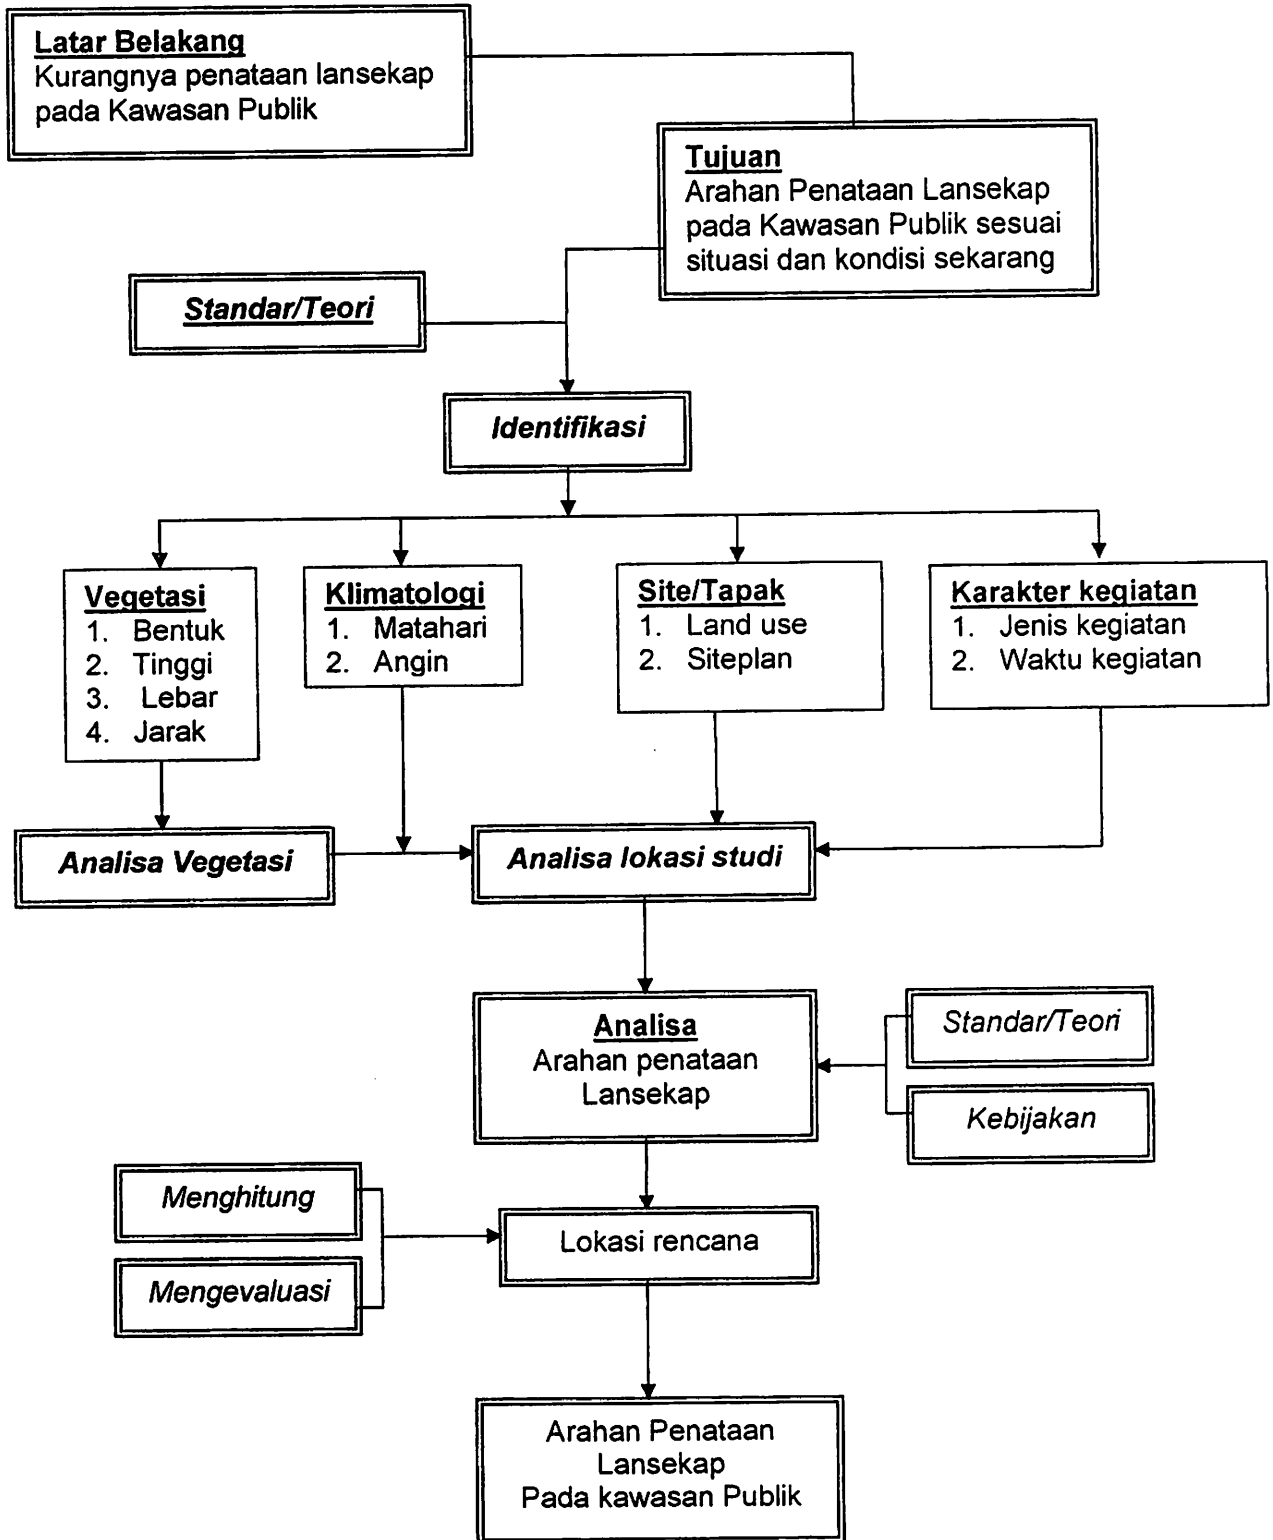 Latar Belakang
Kurangnya penataan lansekap
pada Kawasan Publik
Tujuan
Arahan Penataan Lansekap
pada Kawasan Publik sesuai
situasi dan kondisi sekarang
Standar/Teori
Identifikasi
Vegetasi
1. Bentuk
2. Tinggi
3. Lebar
4. Jarak
Klimatologi
1. Matahari
2. Angin
Site/Tapak
1. Land use
2. Siteplan
Karakter kegiatan
1. Jenis kegiatan
2. Waktu kegiatan
Analisa Vegetasi
Analisa lokasi studi
Analisa
Arahan penataan
Lansekap
Standar/Teori
Kebijakan
Menghitung
Mengevaluasi
Lokasi rencana
Arahan Penataan
Lansekap
Pada kawasan Publik